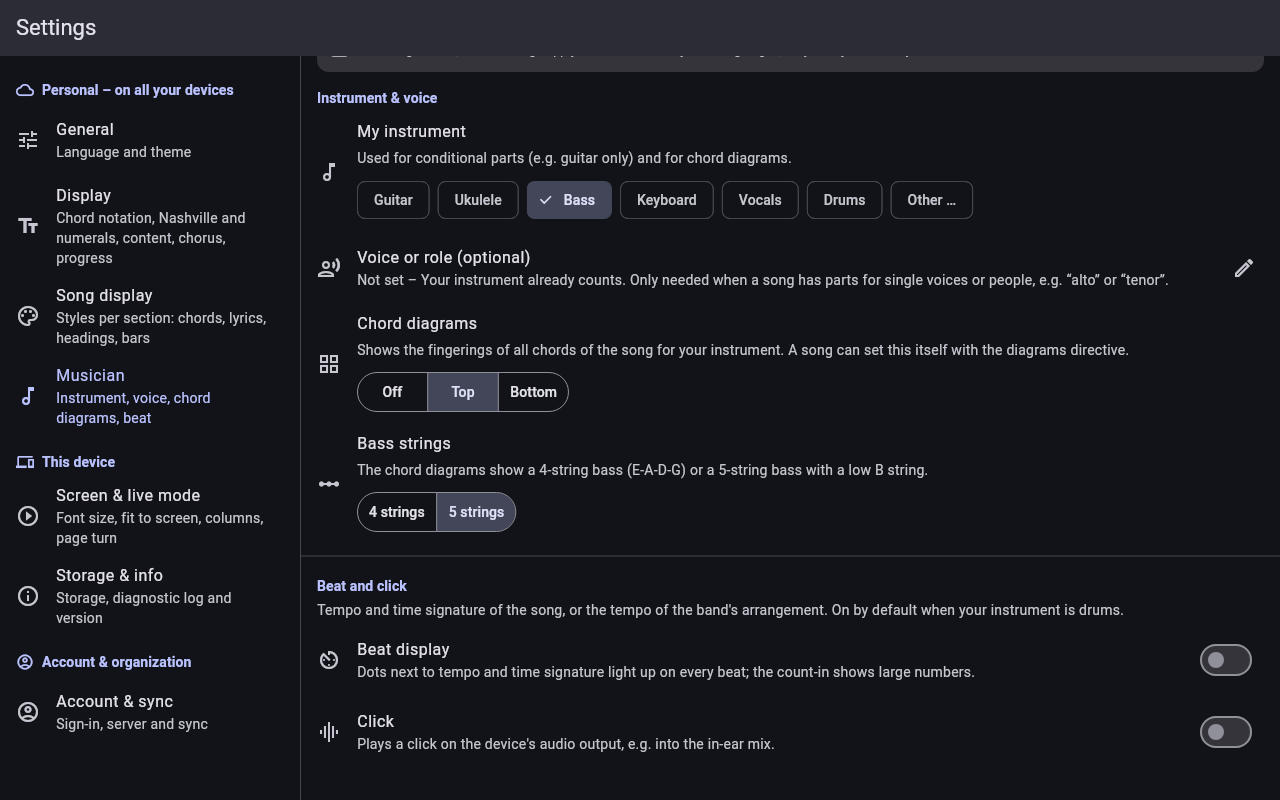 Settings
Personal – on all your devices
General
Language and theme
Display
Chord notation, Nashville and
numerals, content, chorus,
progress
Song display
Styles per section: chords, lyrics,
headings, bars
Musician
Instrument, voice, chord
diagrams, beat
This device
Screen & live mode
Font size, fit to screen, columns,
page turn
Storage & info
Storage, diagnostic log and
version
Account & organization
Account & sync
Sign-in, server and sync
Instrument & voice
My instrument
Used for conditional parts (e.g. guitar only) and for chord diagrams.
Guitar Ukulele Bass Keyboard Vocals Drums Other …
Voice or role (optional)
Not set – Your instrument already counts. Only needed when a song has parts for single voices or people, e.g. “alto” or “tenor”.
Chord diagrams
Shows the fingerings of all chords of the song for your instrument. A song can set this itself with the diagrams directive.
Off Top Bottom
Bass strings
The chord diagrams show a 4-string bass (E-A-D-G) or a 5-string bass with a low B string.
4 strings 5 strings
Beat and click
Tempo and time signature of the song, or the tempo of the band's arrangement. On by default when your instrument is drums.
Beat display
Dots next to tempo and time signature light up on every beat; the count-in shows large numbers.
Click
Plays a click on the device's audio output, e.g. into the in-ear mix.